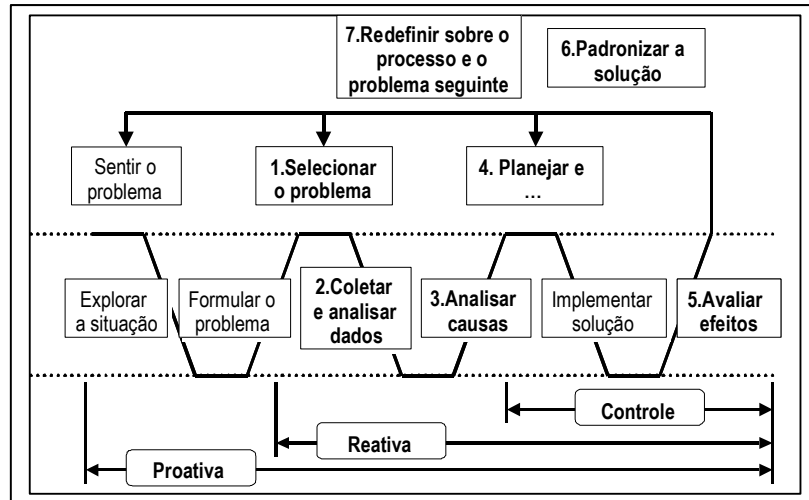 7.Redefinir sobre o
processo e o
problema seguinte
6.Padronizar a
solução
Sentir o
problema
1.Selecionar
o problema
4. Planejar e
…
Explorar
a situação
Formular o
problema
2.Coletar
e analisar
dados
3.Analisar
causas
Implementar
solução
5.Avaliar
efeitos
Controle
Reativa
Proativa